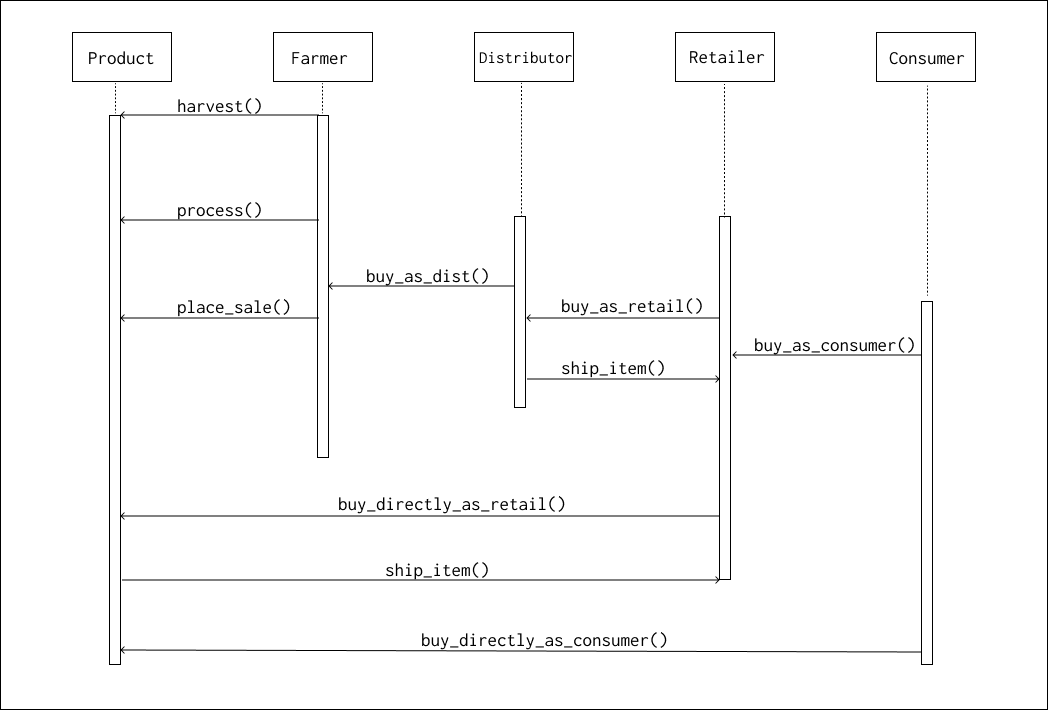 Product
Farmer
Distributor
Retailer
Consumer
harvest()
process()
buy_as_dist()
place_sale()
buy_as_retail()
buy_as_consumer()
ship_item()
buy_directly_as_retail()
ship_item()
buy_directly_as_consumer()